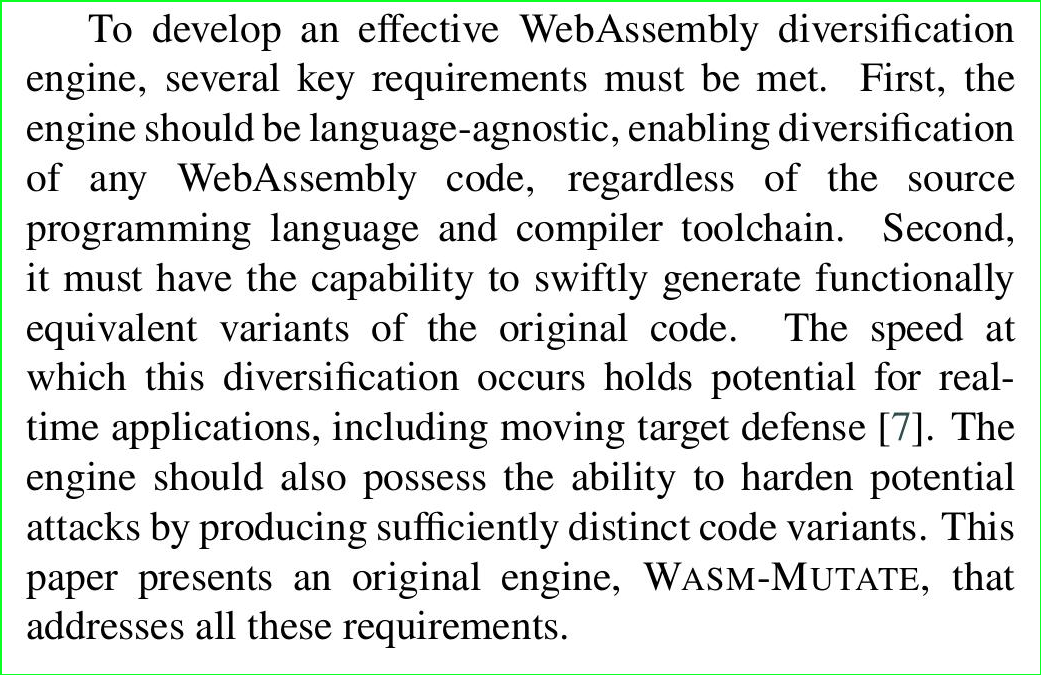 To develop an effective WebAssembly diversification
engine, several key requirements must be met. First, the
engine should be language-agnostic, enabling diversification
of any WebAssembly code, regardless of the source
programming language and compiler toolchain. Second,
it must have the capability to swiftly generate functionally
equivalent variants of the original code. The speed at
which this diversification occurs holds potential for real-
time applications, including moving target defense [7]. The
engine should also possess the ability to harden potential
attacks by producing sufficiently distinct code variants. This
paper presents an original engine, WASM-MUTATE, that
addresses all these requirements.